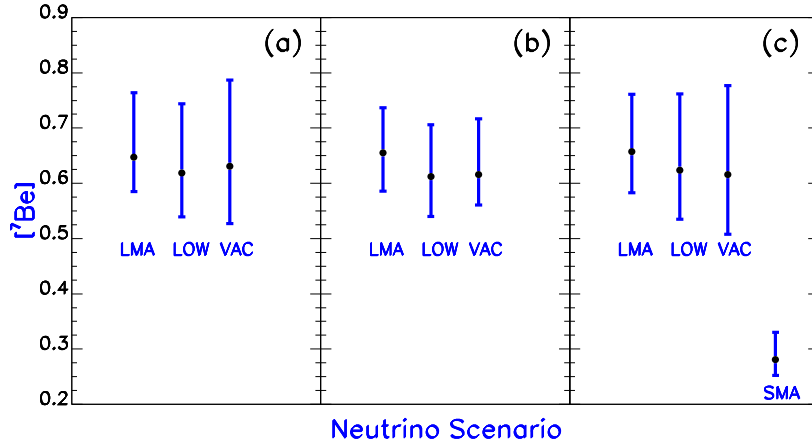 0.9
(a)
(b)
(c)
0.8
0.7
0.6
0.5
0.4
0.3
0.2
[⁷Be]
LMA LOW VAC
LMA LOW VAC
LMA LOW VAC
SMA
Neutrino Scenario